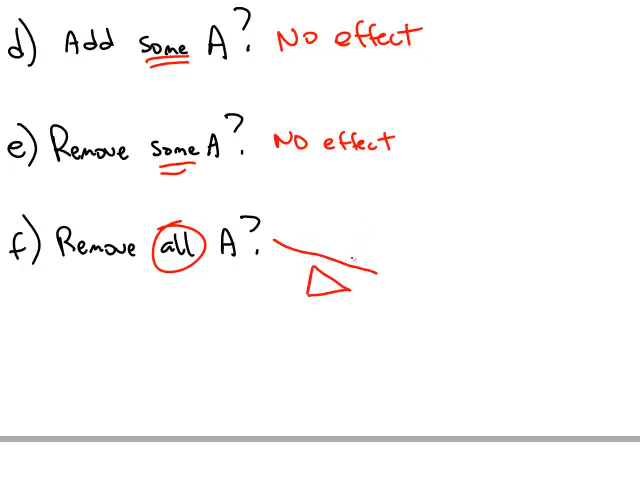 d) Add some A? No effect
e) Remove some A? No effect
f) Remove all A?